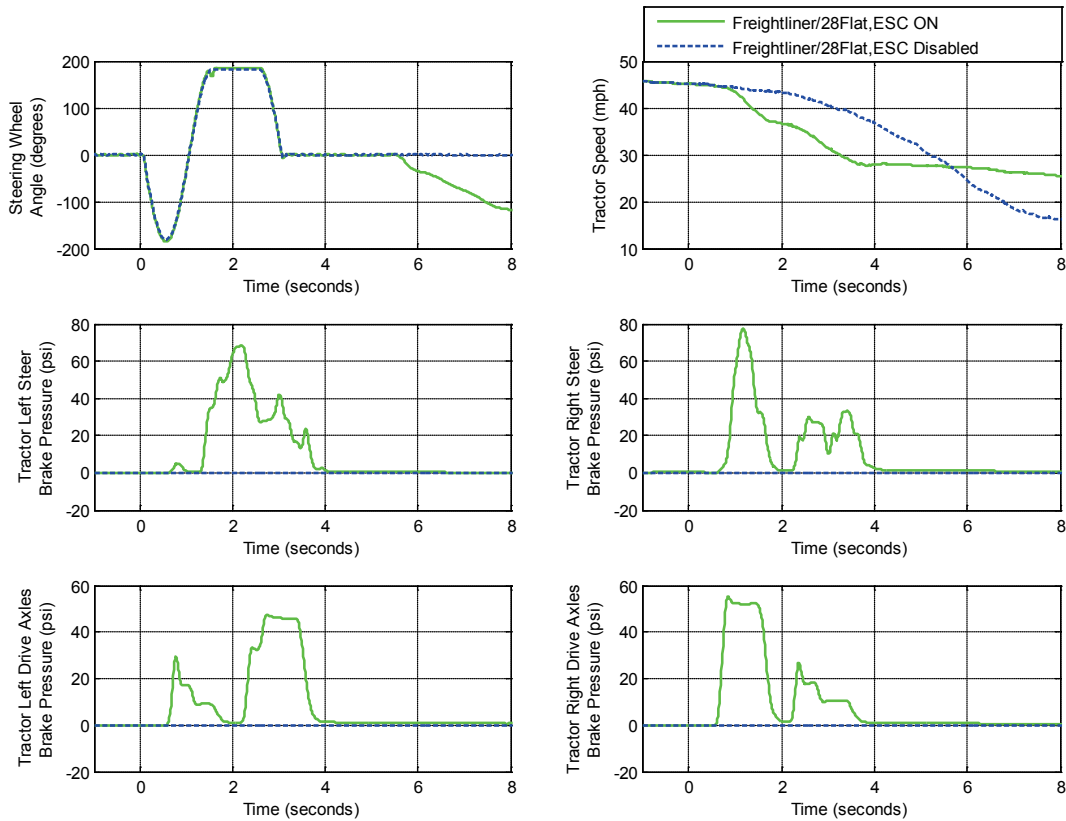 Freightliner/28Flat,ESC ON
Freightliner/28Flat,ESC Disabled
200
100
0
-100
-200
Steering Wheel
Angle (degrees)
0 2 4 6 8
Time (seconds)
50
40
30
20
10
Tractor Speed (mph)
0 2 4 6 8
Time (seconds)
80
60
40
20
0
-20
Tractor Left Steer
Brake Pressure (psi)
0 2 4 6 8
Time (seconds)
80
60
40
20
0
-20
Tractor Right Steer
Brake Pressure (psi)
0 2 4 6 8
Time (seconds)
60
40
20
0
-20
Tractor Left Drive Axles
Brake Pressure (psi)
0 2 4 6 8
Time (seconds)
60
40
20
0
-20
Tractor Right Drive Axles
Brake Pressure (psi)
0 2 4 6 8
Time (seconds)